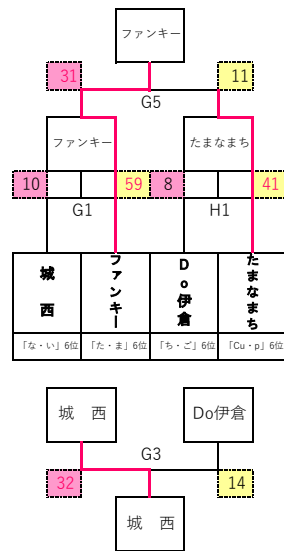 ファンキー
31
11
G5
ファンキー
たまなまち
10
59
8
41
G1
H1
城西
ファンキー
Do伊倉
たまなまち
「な・い」6位
「た・ま」6位
「ち・ご」6位
「Cu・p」6位
城 西
Do伊倉
G3
32
14
城 西